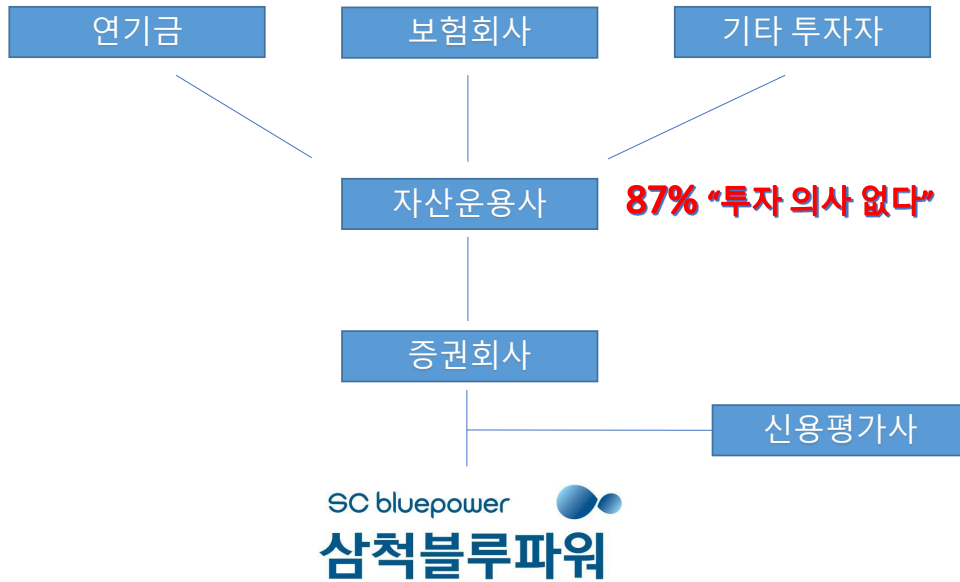 연기금
보험회사
기타 투자자
자산운용사
87% “투자 의사 없다”
증권회사
신용평가사
SC bluepower
삼척블루파워